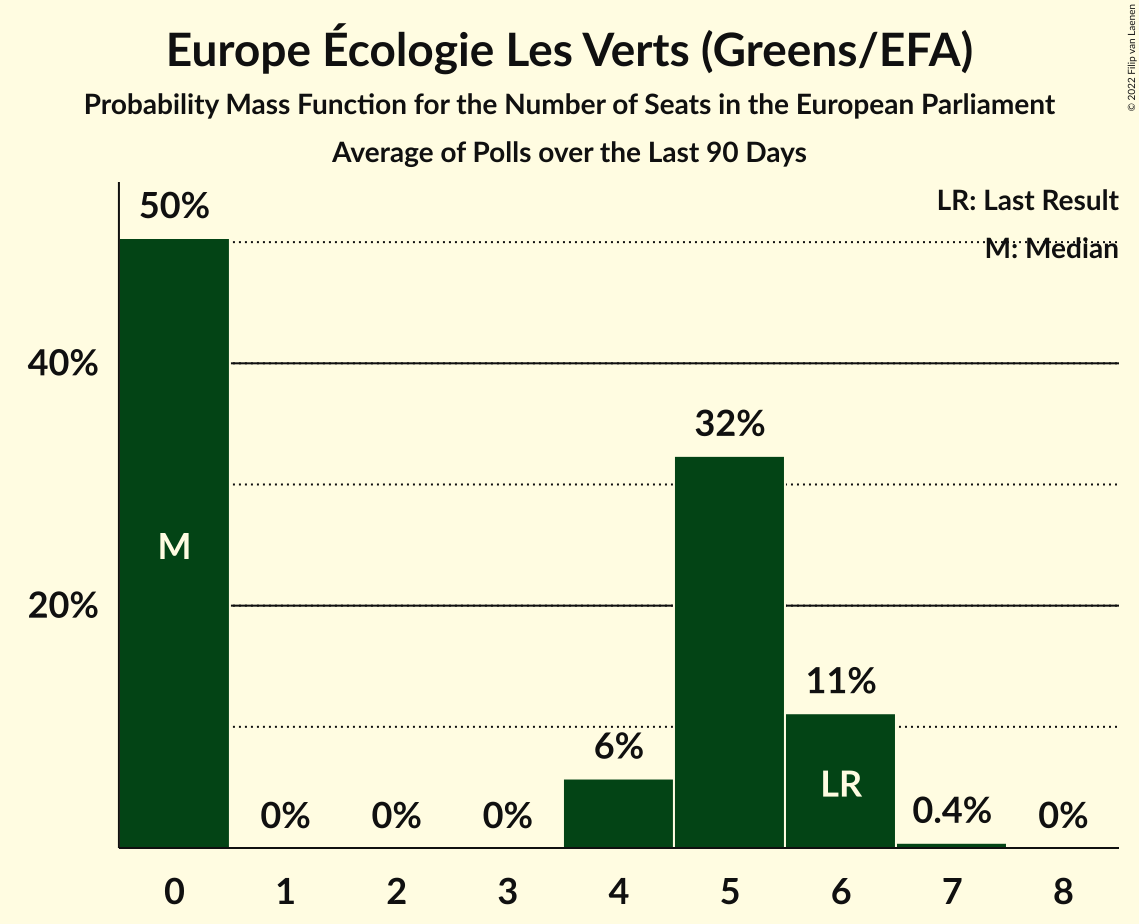 Europe Écologie Les Verts (Greens/EFA)
Probability Mass Function for the Number of Seats in the European Parliament
Average of Polls over the Last 90 Days
© 2022 Filip van Laenen
LR: Last Result
M: Median
50%
40%
32%
M
20%
11%
6%
LR
0%
0%
0%
0.4%
0%
0 1 2 3 4 5 6 7 8